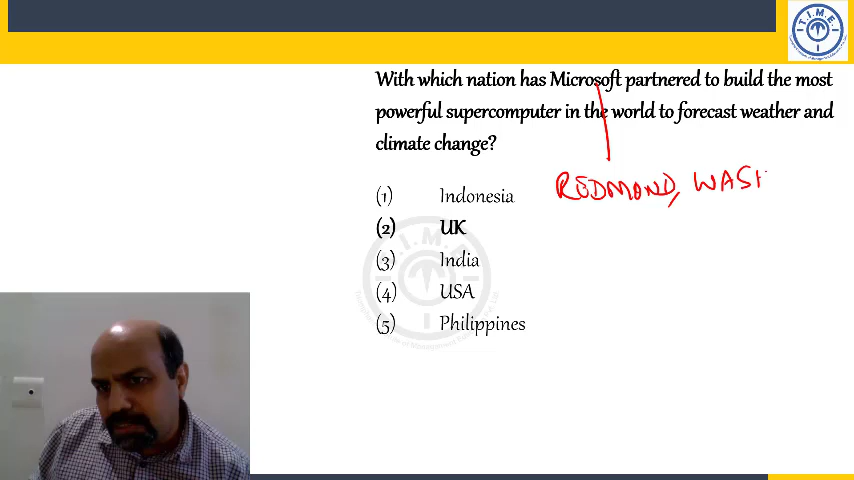 T.I.M.E.
With which nation has Microsoft partnered to build the most
powerful supercomputer in the world to forecast weather and
climate change?
REDMOND, WASH
(1) Indonesia
(2) UK
(3) India
(4) USA
(5) Philippines